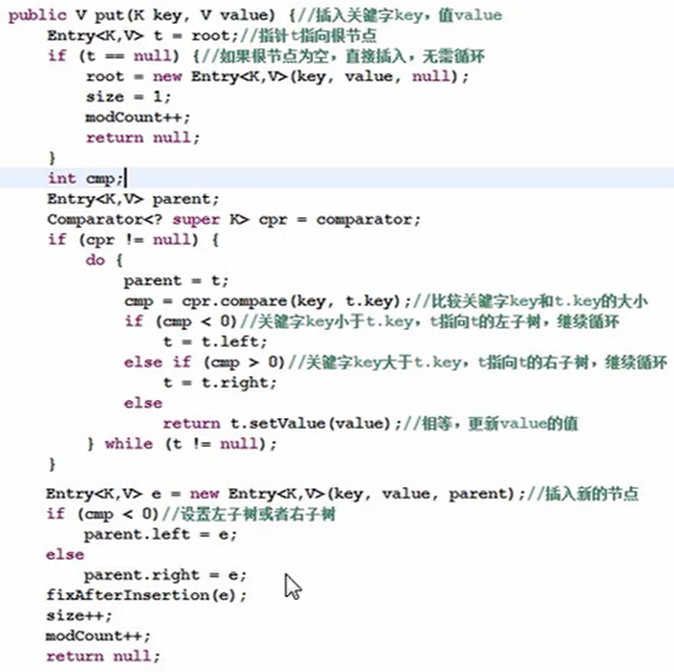 public V put(K key, V value) {//插入关键字key，值value
    Entry<K,V> t = root;//指针t指向根节点
    if (t == null) {//如果根节点为空，直接插入，无需循环
        root = new Entry<K,V>(key, value, null);
        size = 1;
        modCount++;
        return null;
    }
    int cmp;
    Entry<K,V> parent;
    Comparator<? super K> cpr = comparator;
    if (cpr != null) {
        do {
            parent = t;
            cmp = cpr.compare(key, t.key);//比较关键字key和t.key的大小
            if (cmp < 0)//关键字key小于t.key，t指向t的左子树，继续循环
                t = t.left;
            else if (cmp > 0)//关键字key大于t.key，t指向t的右子树，继续循环
                t = t.right;
            else
                return t.setValue(value);//相等，更新value的值
        } while (t != null);
    }
    Entry<K,V> e = new Entry<K,V>(key, value, parent);//插入新的节点
    if (cmp < 0)//设置左子树或者右子树
        parent.left = e;
    else
        parent.right = e;
    fixAfterInsertion(e);
    size++;
    modCount++;
    return null;